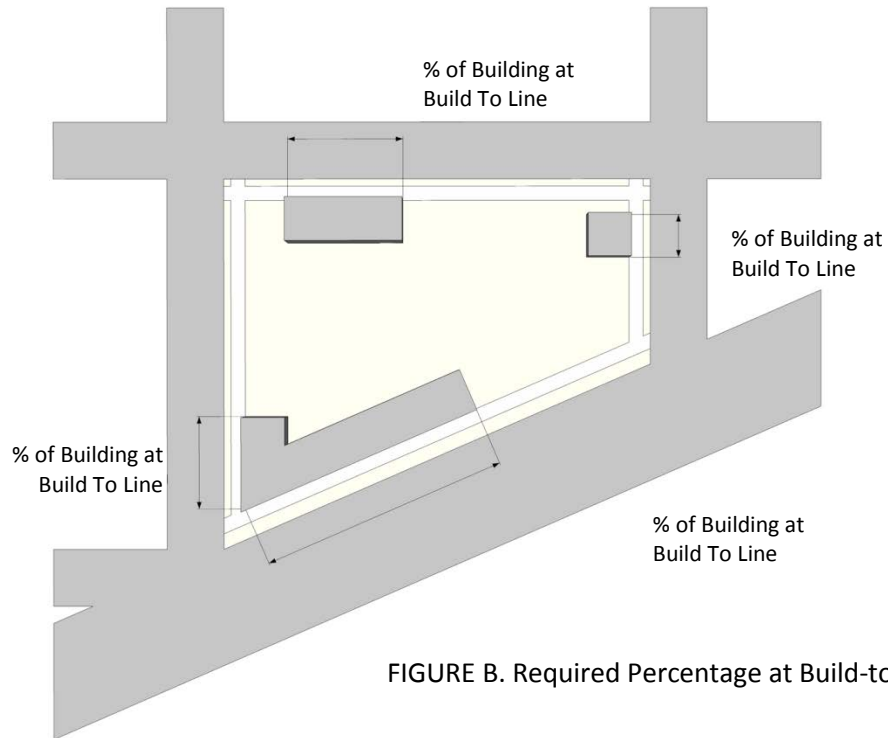 % of Building at
Build To Line
% of Building at
Build To Line
% of Building at
Build To Line
% of Building at
Build To Line
FIGURE B. Required Percentage at Build-to